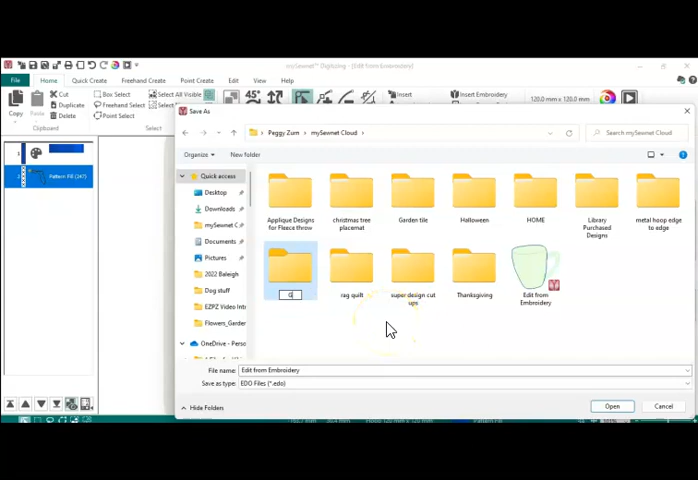 mySewnet™ Digitizing - [Edit from Embroidery]
File Home Quick Create Freehand Create Point Create Edit View Help
Cut Box Select Select All Visible Insert Insert Embroidery 120.0 mm x 120.0 mm
Duplicate Freehand Select
Copy Paste Delete Point Select
Clipboard Select
Pattern Fill (247)
Save As
Peggy Zum > mySewnet Cloud >
Search mySewnet Cloud
Organize New folder
Quick access
Desktop
Downloads
mySewnet C
Documents
Pictures
2022 Baleigh
Dog stuff
EZPZ Video Int
Flowers_Garde
OneDrive - Perso
Applique Designs for Fleece throw
christmas tree placemat
Garden tile
Halloween
HOME
Library Purchased Designs
metal hoop edge to edge
G
rag quilt
super design cut ups
Thanksgiving
Edit from Embroidery
File name: Edit from Embroidery
Save as type: EDO Files (*.edo)
Hide Folders
Open Cancel